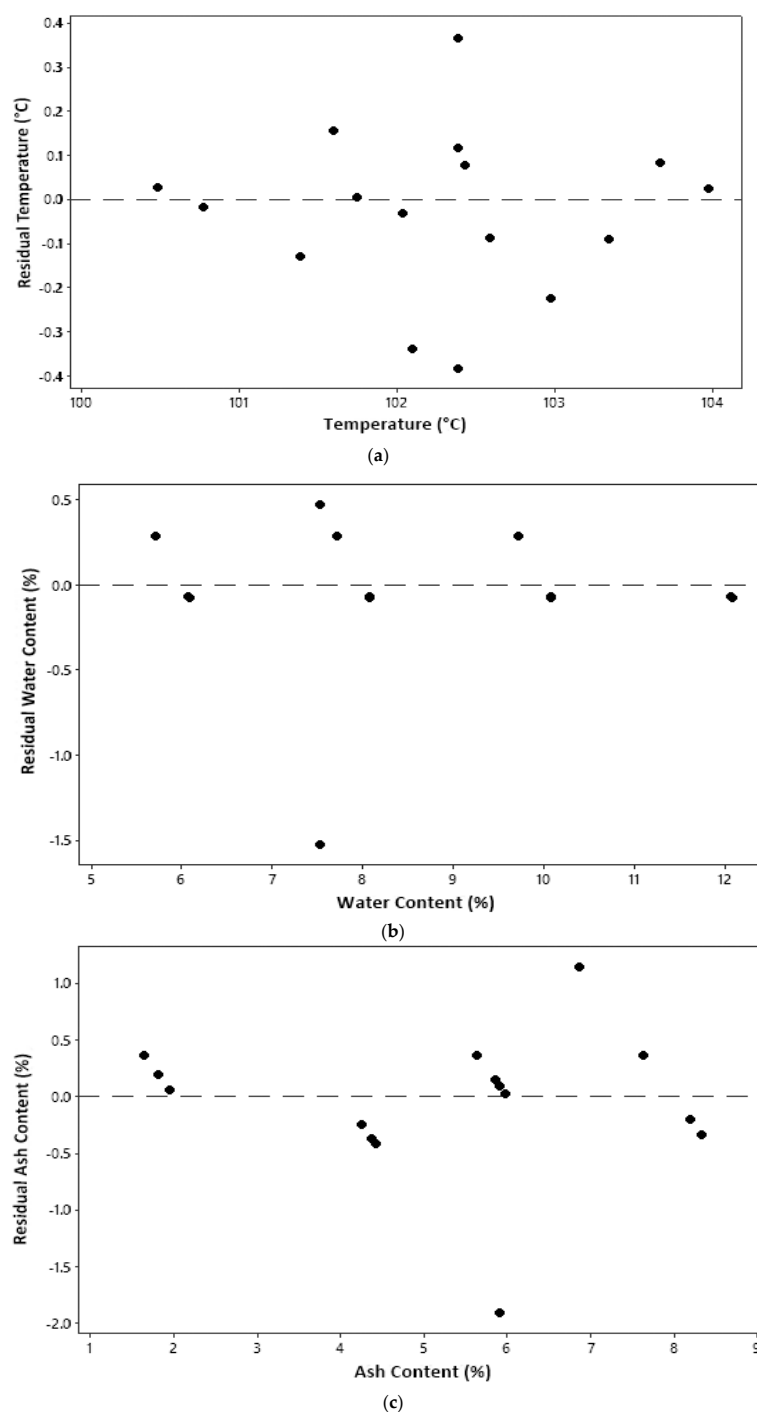 0.4
0.3
0.2
0.1
0.0
-0.1
-0.2
-0.3
-0.4
Residual Temperature (°C)
100 101 102 103 104
Temperature (°C)
(a)
0.5
0.0
-0.5
-1.0
-1.5
Residual Water Content (%)
5 6 7 8 9 10 11 12
Water Content (%)
(b)
1.0
0.5
0.0
-0.5
-1.0
-1.5
-2.0
Residual Ash Content (%)
1 2 3 4 5 6 7 8 9
Ash Content (%)
(c)